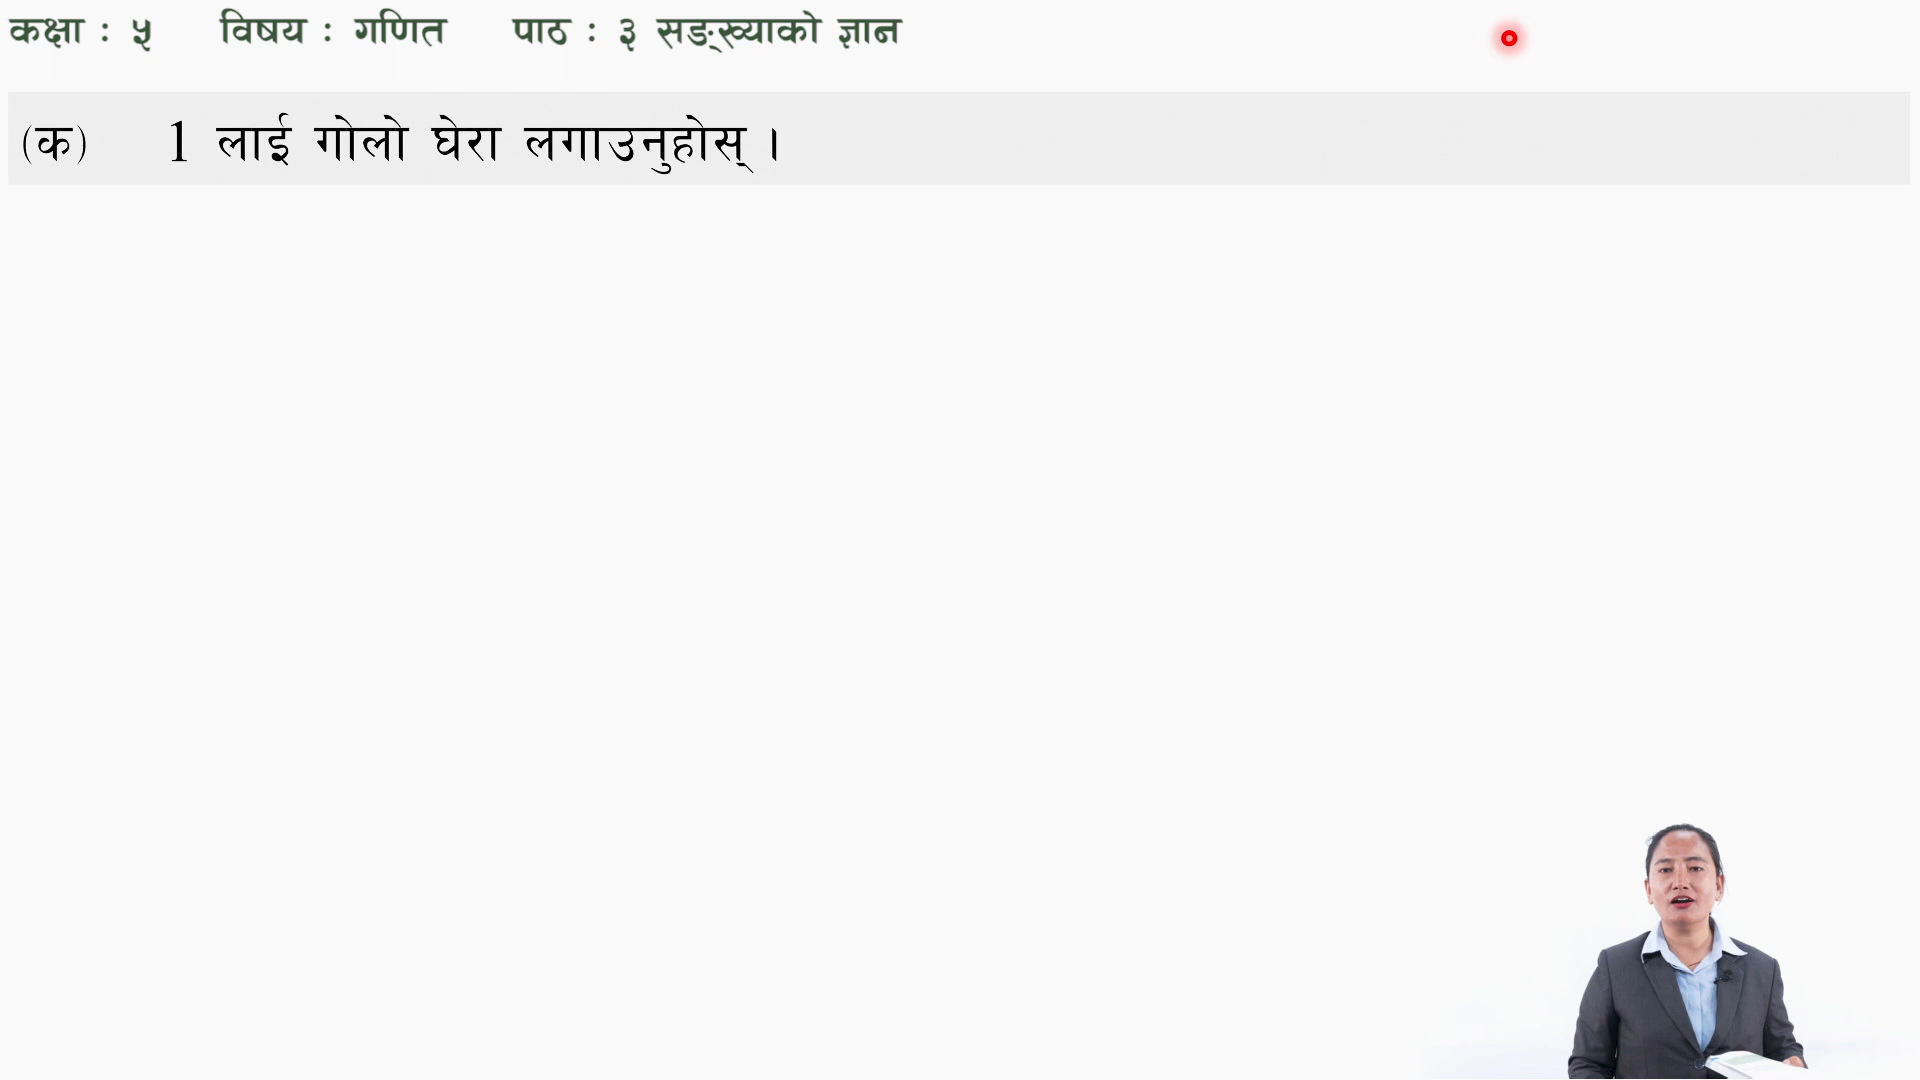 कक्षा : ५ विषय : गणित पाठ : ३ सङ्ख्याको ज्ञान
(क) 1 लाई गोलो घेरा लगाउनुहोस् ।